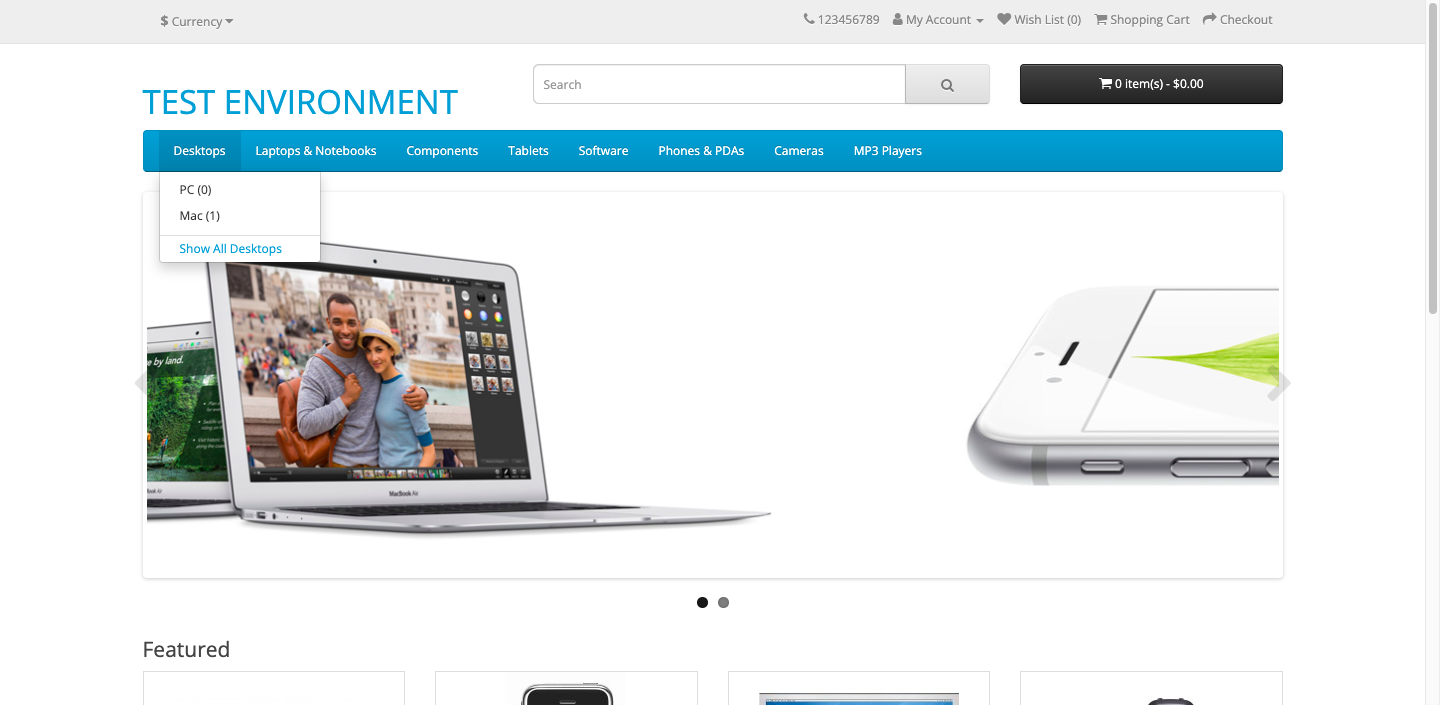 $ Currency
123456789 My Account Wish List (0) Shopping Cart Checkout
TEST ENVIRONMENT
Search
0 item(s) - $0.00
Desktops Laptops & Notebooks Components Tablets Software Phones & PDAs Cameras MP3 Players
PC (0)
Mac (1)
Show All Desktops
e by land.
MacBook Air
Featured